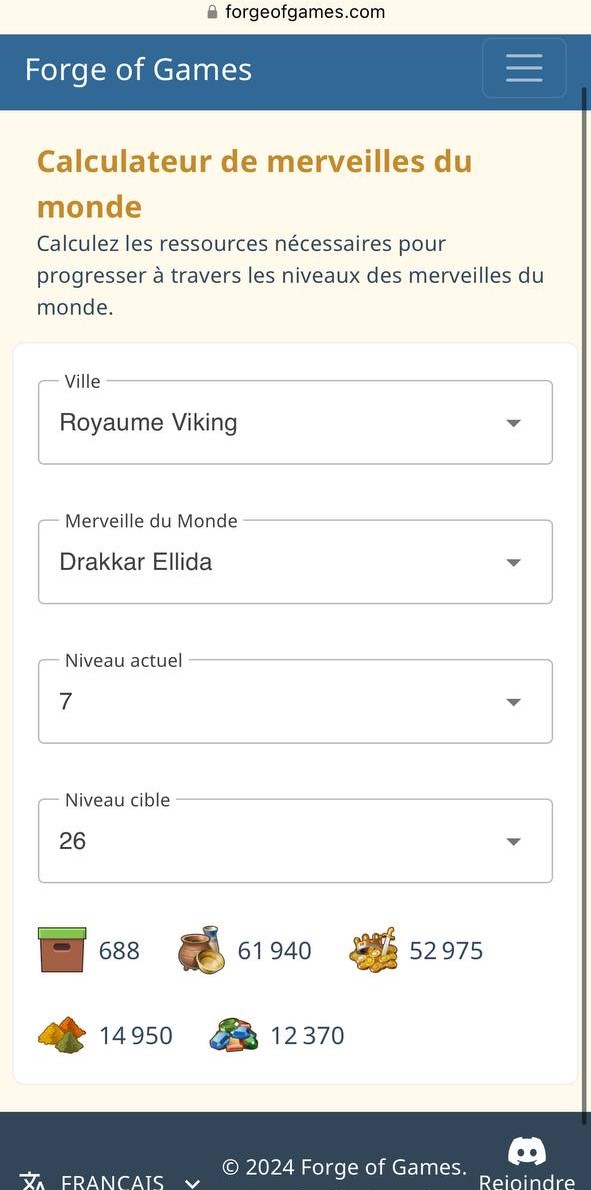 forgeofgames.com
Forge of Games
Calculateur de merveilles du
monde
Calculez les ressources nécessaires pour
progresser à travers les niveaux des merveilles du
monde.
Ville
Royaume Viking
Merveille du Monde
Drakkar Ellida
Niveau actuel
7
Niveau cible
26
688 61 940 52 975
14 950 12 370
© 2024 Forge of Games.
FRANÇAIS Rejoindre